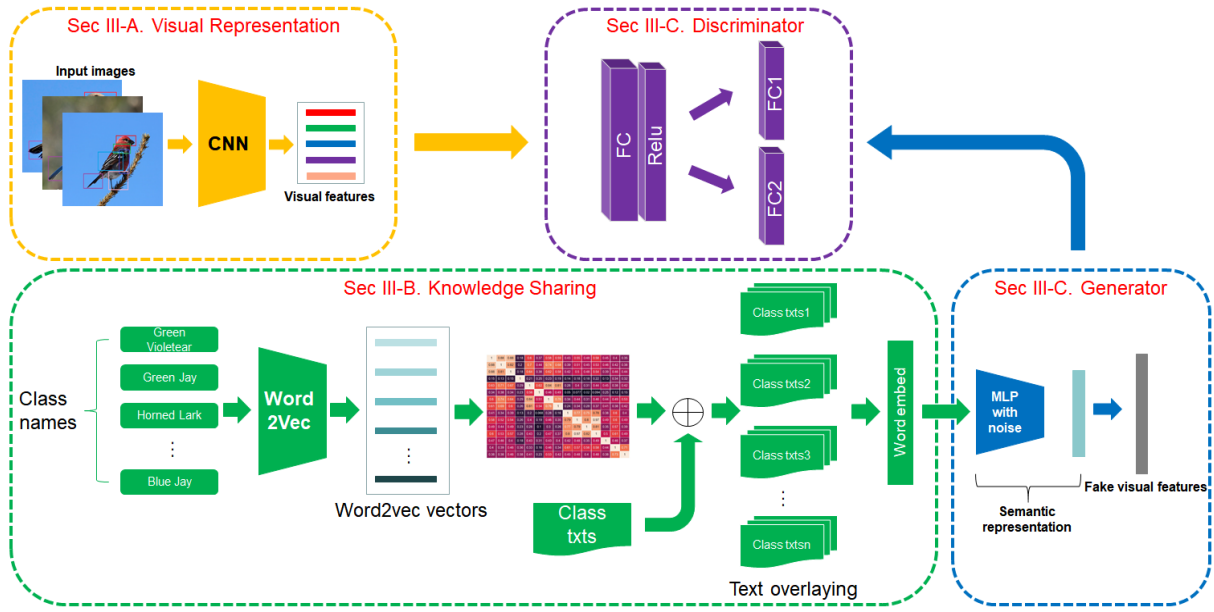 Sec III-A. Visual Representation
Input images
CNN
Visual features
Sec III-C. Discriminator
FC
Relu
FC1
FC2
Sec III-B. Knowledge Sharing
Class
names
Green
Violetear
Green Jay
Horned Lark
Blue Jay
Word
2Vec
Word2vec vectors
Class
txts
Class txts1
Class txts2
Class txts3
Class txtsn
Text overlaying
Word embed
Sec III-C. Generator
MLP
with
noise
Semantic
representation
Fake visual features